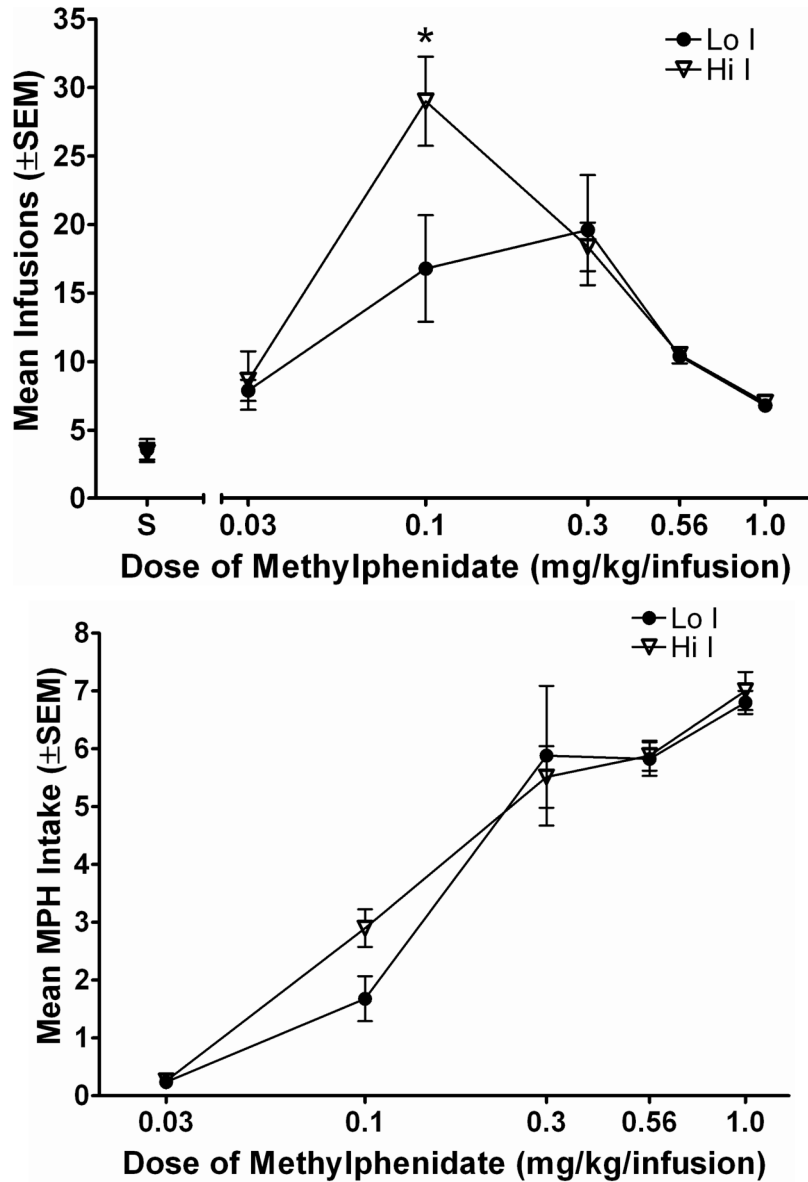 35
30
25
20
15
10
5
0
Mean Infusions (±SEM)
*
Lo I
Hi I
S 0.03 0.1 0.3 0.56 1.0
Dose of Methylphenidate (mg/kg/infusion)
Lo I
Hi I
8
7
6
5
4
3
2
1
0
Mean MPH Intake (±SEM)
0.03 0.1 0.3 0.56 1.0
Dose of Methylphenidate (mg/kg/infusion)